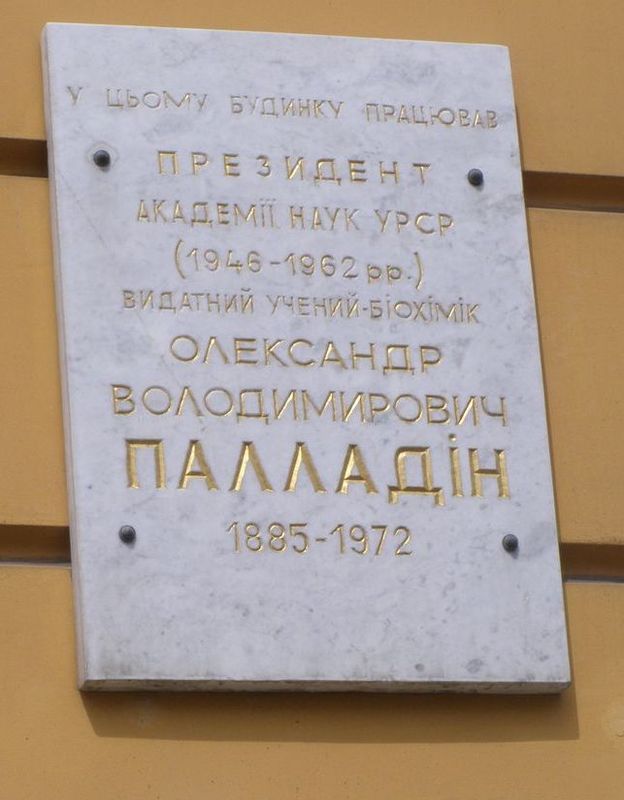 У ЦЬОМУ БУДИНКУ ПРАЦЮВАВ
ПРЕЗИДЕНТ
АКАДЕМІЇ НАУК УРСР
(1946-1962 рр.)
ВИДАТНИЙ УЧЕНИЙ-БІОХІМІК
ОЛЕКСАНДР
ВОЛОДИМИРОВИЧ
ПАЛЛАДІН
1885-1972